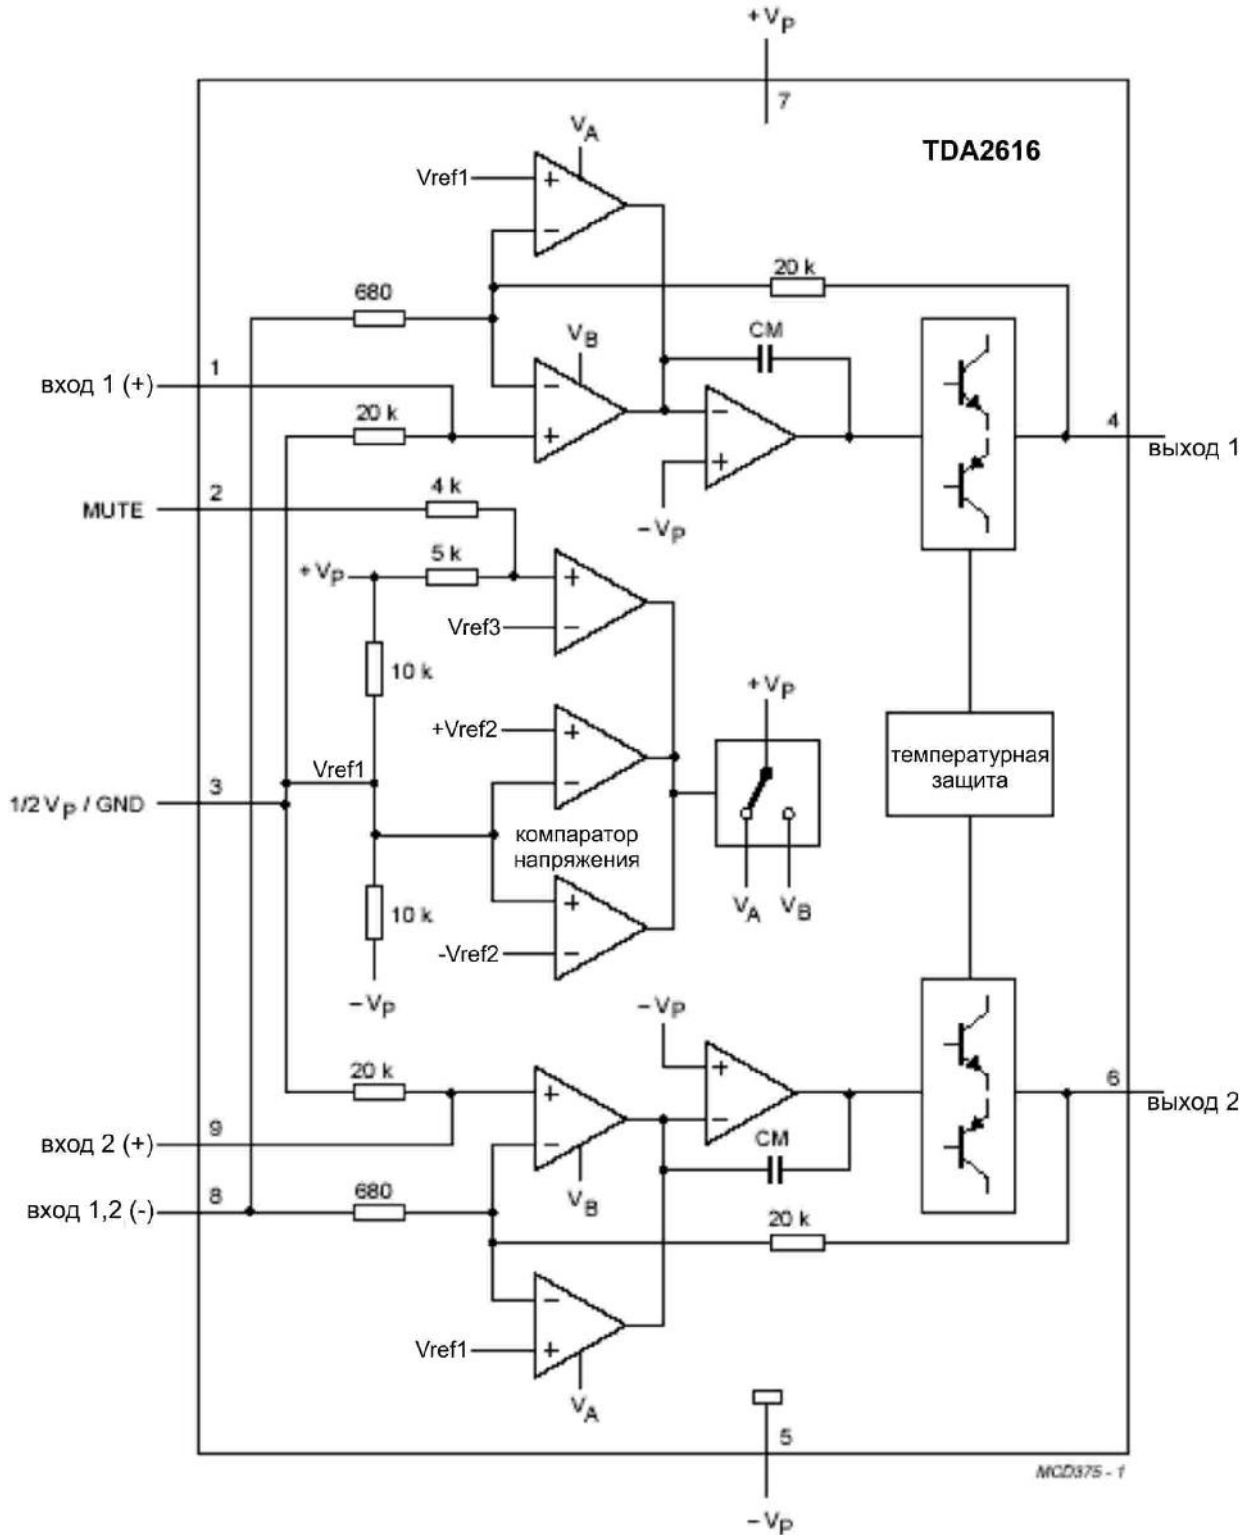 +VP
7
TDA2616
VA
Vref1
+
−
20 k
680
VB
CM
1
вход 1 (+)
−
20 k
+
−
+
4
выход 1
−VP
2
MUTE
4 k
5 k
+VP
+
Vref3
−
10 k
+VP
+Vref2
+
−
Vref1
3
1/2 VP / GND
температурная
защита
компаратор
напряжения
VA
VB
10 k
+
-Vref2
−
−VP
−VP
20 k
+
+
6
выход 2
9
вход 2 (+)
−
−
CM
VB
8
вход 1,2 (-)
680
20 k
−
Vref1
+
VA
5
MCD375 - 1
−VP